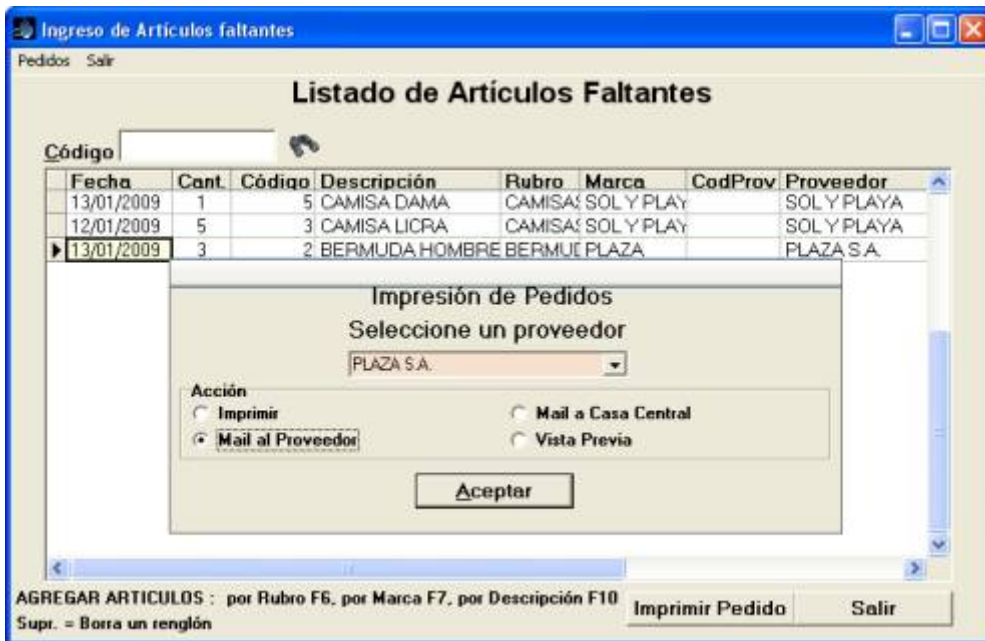 Ingreso de Artículos faltantes
Pedidos Salir
Listado de Artículos Faltantes
Código
Fecha Cant. Código Descripción Rubro Marca CodProv Proveedor
13/01/2009 1 5 CAMISA DAMA CAMISAS SOL Y PLAY SOL Y PLAYA
12/01/2009 5 3 CAMISA LICRA CAMISAS SOL Y PLAY SOL Y PLAYA
13/01/2009 3 2 BERMUDA HOMBRE BERMUD PLAZA PLAZA S.A.
Impresión de Pedidos
Seleccione un proveedor
PLAZA S.A.
Acción
Imprimir Mail a Casa Central
Mail al Proveedor Vista Previa
Aceptar
AGREGAR ARTICULOS : por Rubro F6, por Marca F7, por Descripción F10
Supr. = Borra un renglón
Imprimir Pedido Salir